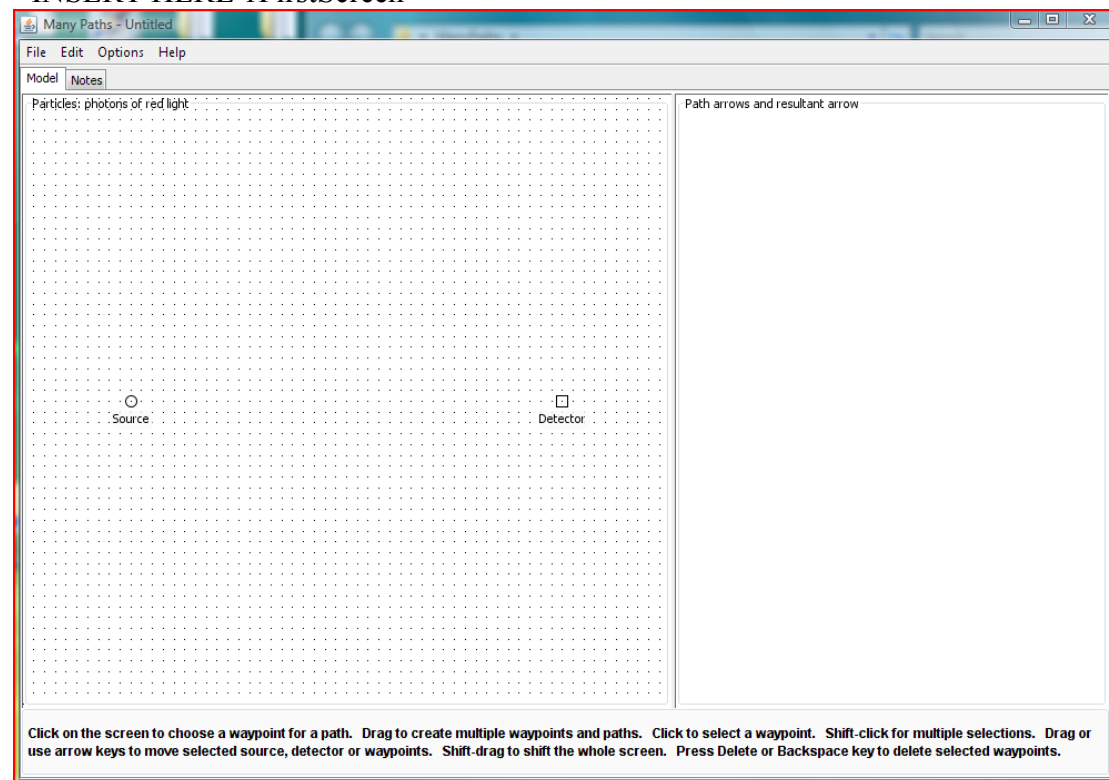 INSERT HERE 1FirstScreen
Many Paths - Untitled
File Edit Options Help
Model Notes
Particles: photons of red light
Path arrows and resultant arrow
Source
Detector
Click on the screen to choose a waypoint for a path. Drag to create multiple waypoints and paths. Click to select a waypoint. Shift-click for multiple selections. Drag or
use arrow keys to move selected source, detector or waypoints. Shift-drag to shift the whole screen. Press Delete or Backspace key to delete selected waypoints.